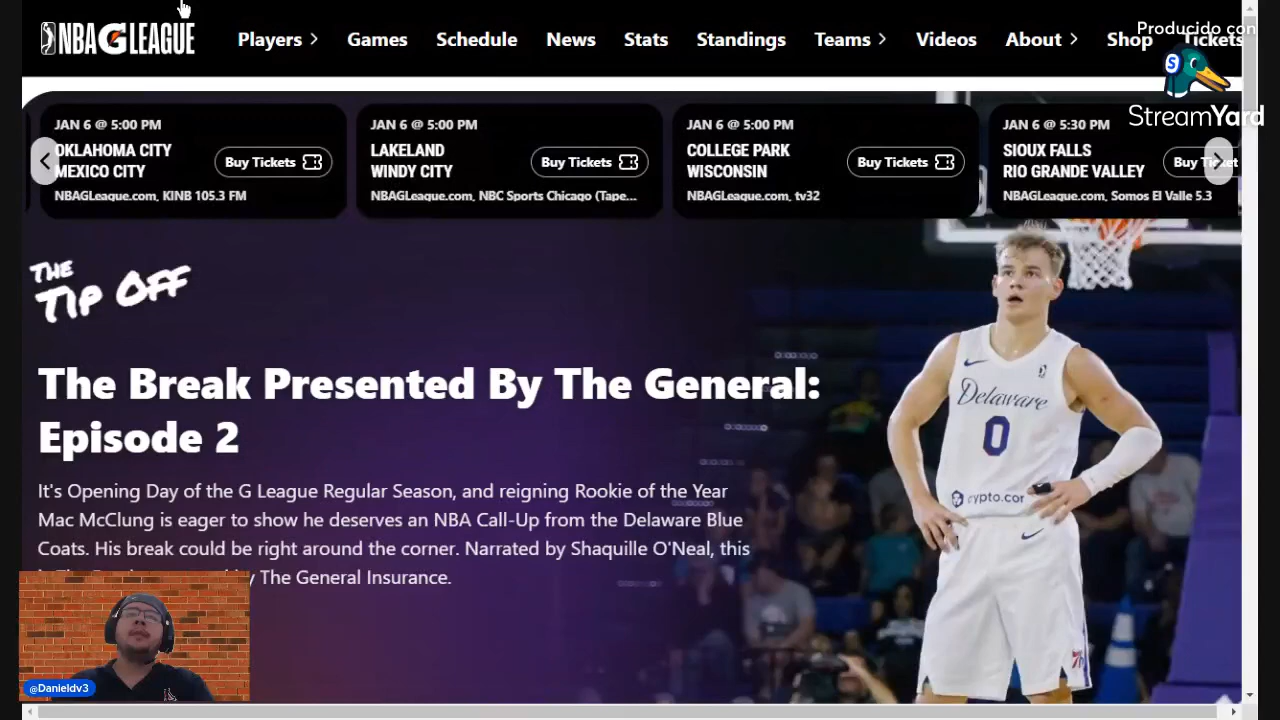 NBA G LEAGUE
Players
Games
Schedule
News
Stats
Standings
Teams
Videos
About
Shop
Tickets
Producido con
S
StreamYard
JAN 6 @ 5:00 PM
OKLAHOMA CITY
MEXICO CITY
Buy Tickets
NBAGLeague.com, KINB 105.3 FM
JAN 6 @ 5:00 PM
LAKELAND
WINDY CITY
Buy Tickets
NBAGLeague.com, NBC Sports Chicago (Tape...
JAN 6 @ 5:00 PM
COLLEGE PARK
WISCONSIN
Buy Tickets
NBAGLeague.com, tv32
JAN 6 @ 5:30 PM
SIOUX FALLS
RIO GRANDE VALLEY
Buy Ticket
NBAGLeague.com, Somos El Valle 5.3
THE
TIP OFF
The Break Presented By The General:
Episode 2
It's Opening Day of the G League Regular Season, and reigning Rookie of the Year
Mac McClung is eager to show he deserves an NBA Call-Up from the Delaware Blue
Coats. His break could be right around the corner. Narrated by Shaquille O'Neal, this
y The General Insurance.
Delaware
0
crypto.com
@Danieldv3